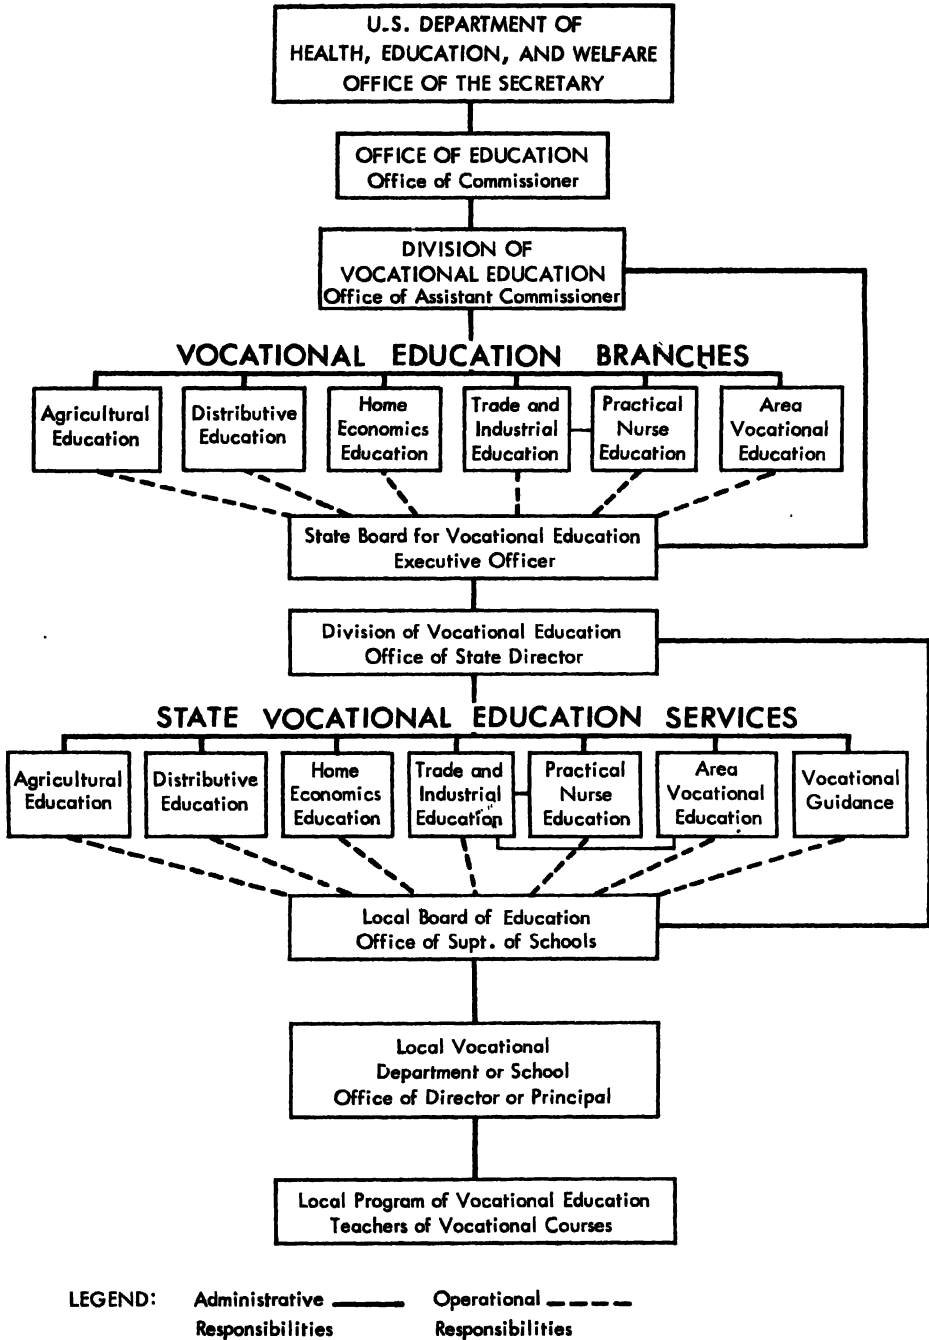 U.S. DEPARTMENT OF
HEALTH, EDUCATION, AND WELFARE
OFFICE OF THE SECRETARY
OFFICE OF EDUCATION
Office of Commissioner
DIVISION OF
VOCATIONAL EDUCATION
Office of Assistant Commissioner
VOCATIONAL EDUCATION BRANCHES
Agricultural
Education
Distributive
Education
Home
Economics
Education
Trade and
Industrial
Education
Practical
Nurse
Education
Area
Vocational
Education
State Board for Vocational Education
Executive Officer
Division of Vocational Education
Office of State Director
STATE VOCATIONAL EDUCATION SERVICES
Agricultural
Education
Distributive
Education
Home
Economics
Education
Trade and
Industrial
Education
Practical
Nurse
Education
Area
Vocational
Education
Vocational
Guidance
Local Board of Education
Office of Supt. of Schools
Local Vocational
Department or School
Office of Director or Principal
Local Program of Vocational Education
Teachers of Vocational Courses
LEGEND: Administrative Operational
Responsibilities Responsibilities